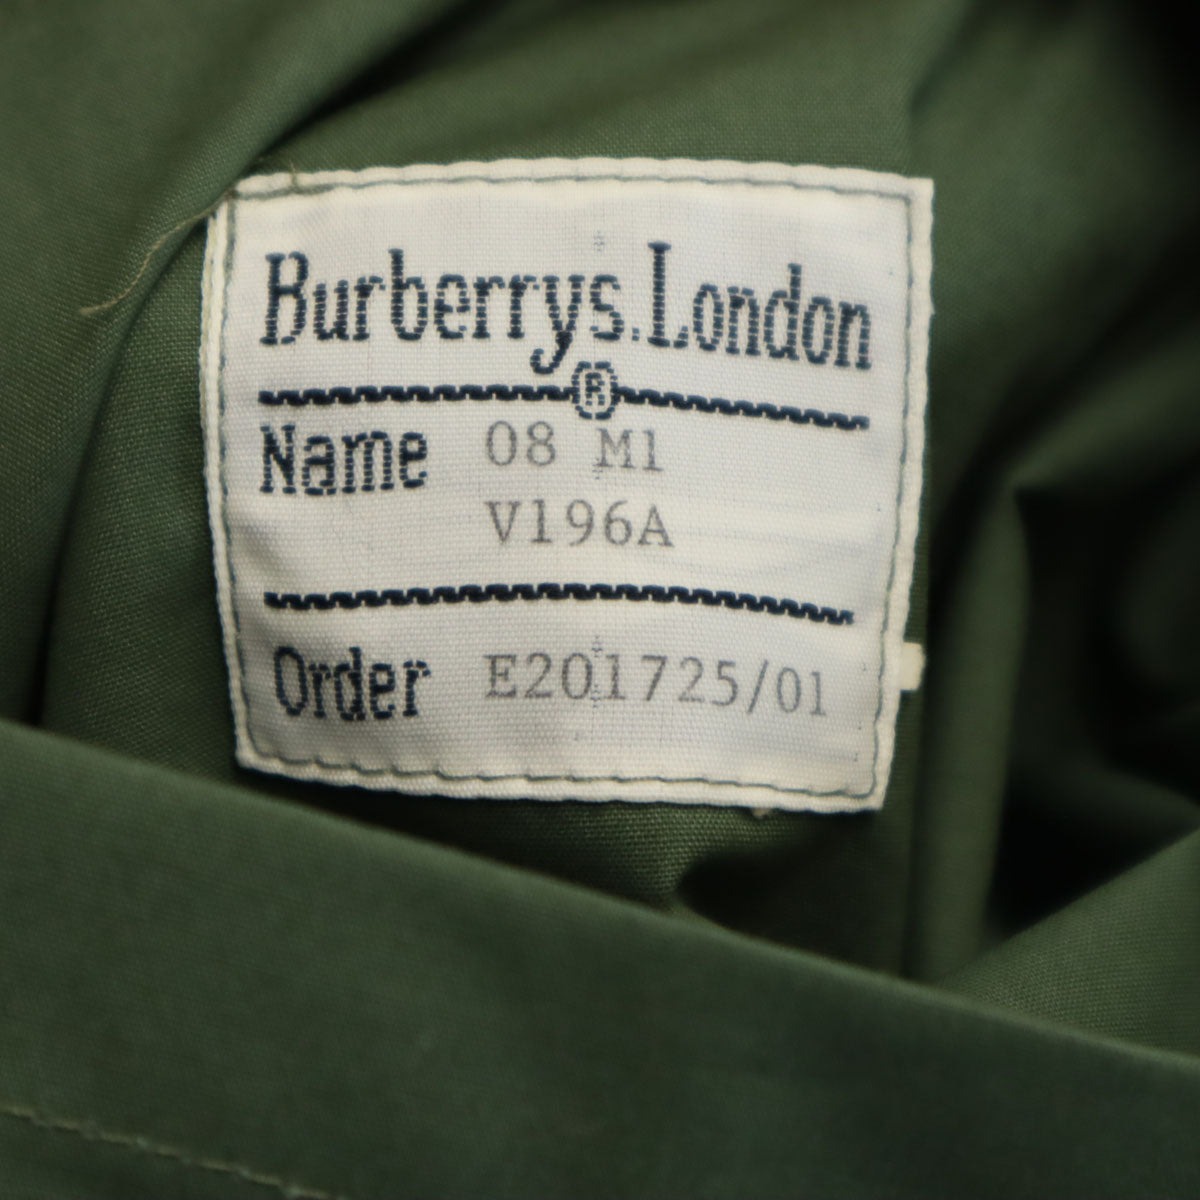 Burberrys.London
®
Name 08 M1
V196A
Order E201725/01